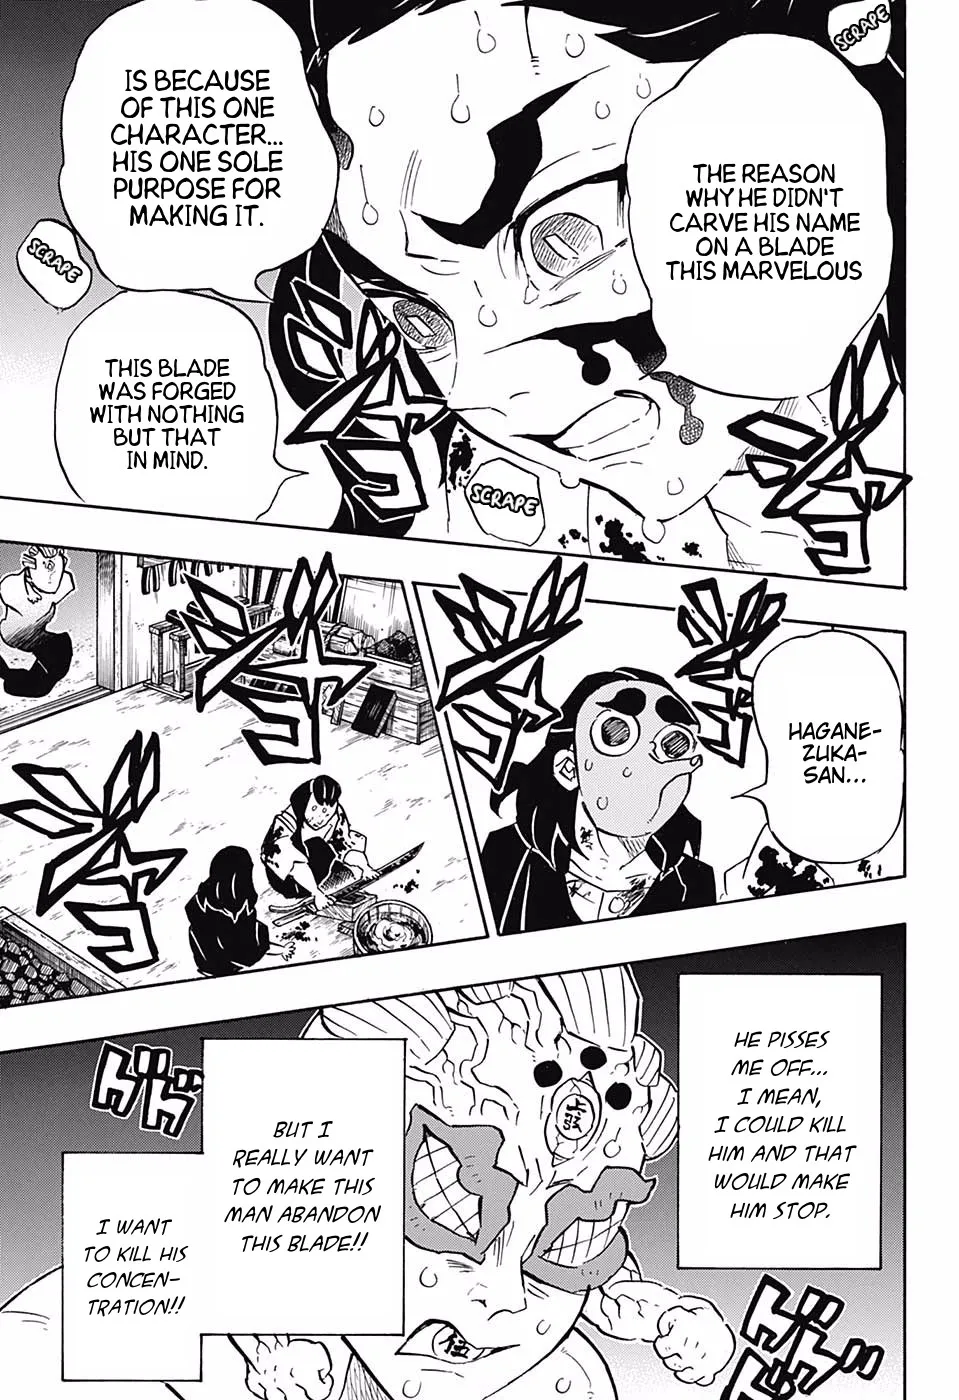 SCRAPE
THE REASON
WHY HE DIDN'T
CARVE HIS NAME
ON A BLADE
THIS MARVELOUS
IS BECAUSE
OF THIS ONE
CHARACTER...
HIS ONE SOLE
PURPOSE FOR
MAKING IT.
SCRAPE
THIS BLADE
WAS FORGED
WITH NOTHING
BUT THAT
IN MIND.
SCRAPE
HAGANE-
ZUKA-
SAN...
HE PISSES
ME OFF...
I MEAN,
I COULD KILL
HIM AND THAT
WOULD MAKE
HIM STOP.
BUT I
REALLY WANT
TO MAKE THIS
MAN ABANDON
THIS BLADE!!
I WANT
TO KILL HIS
CONCEN-
TRATION!!
上弦